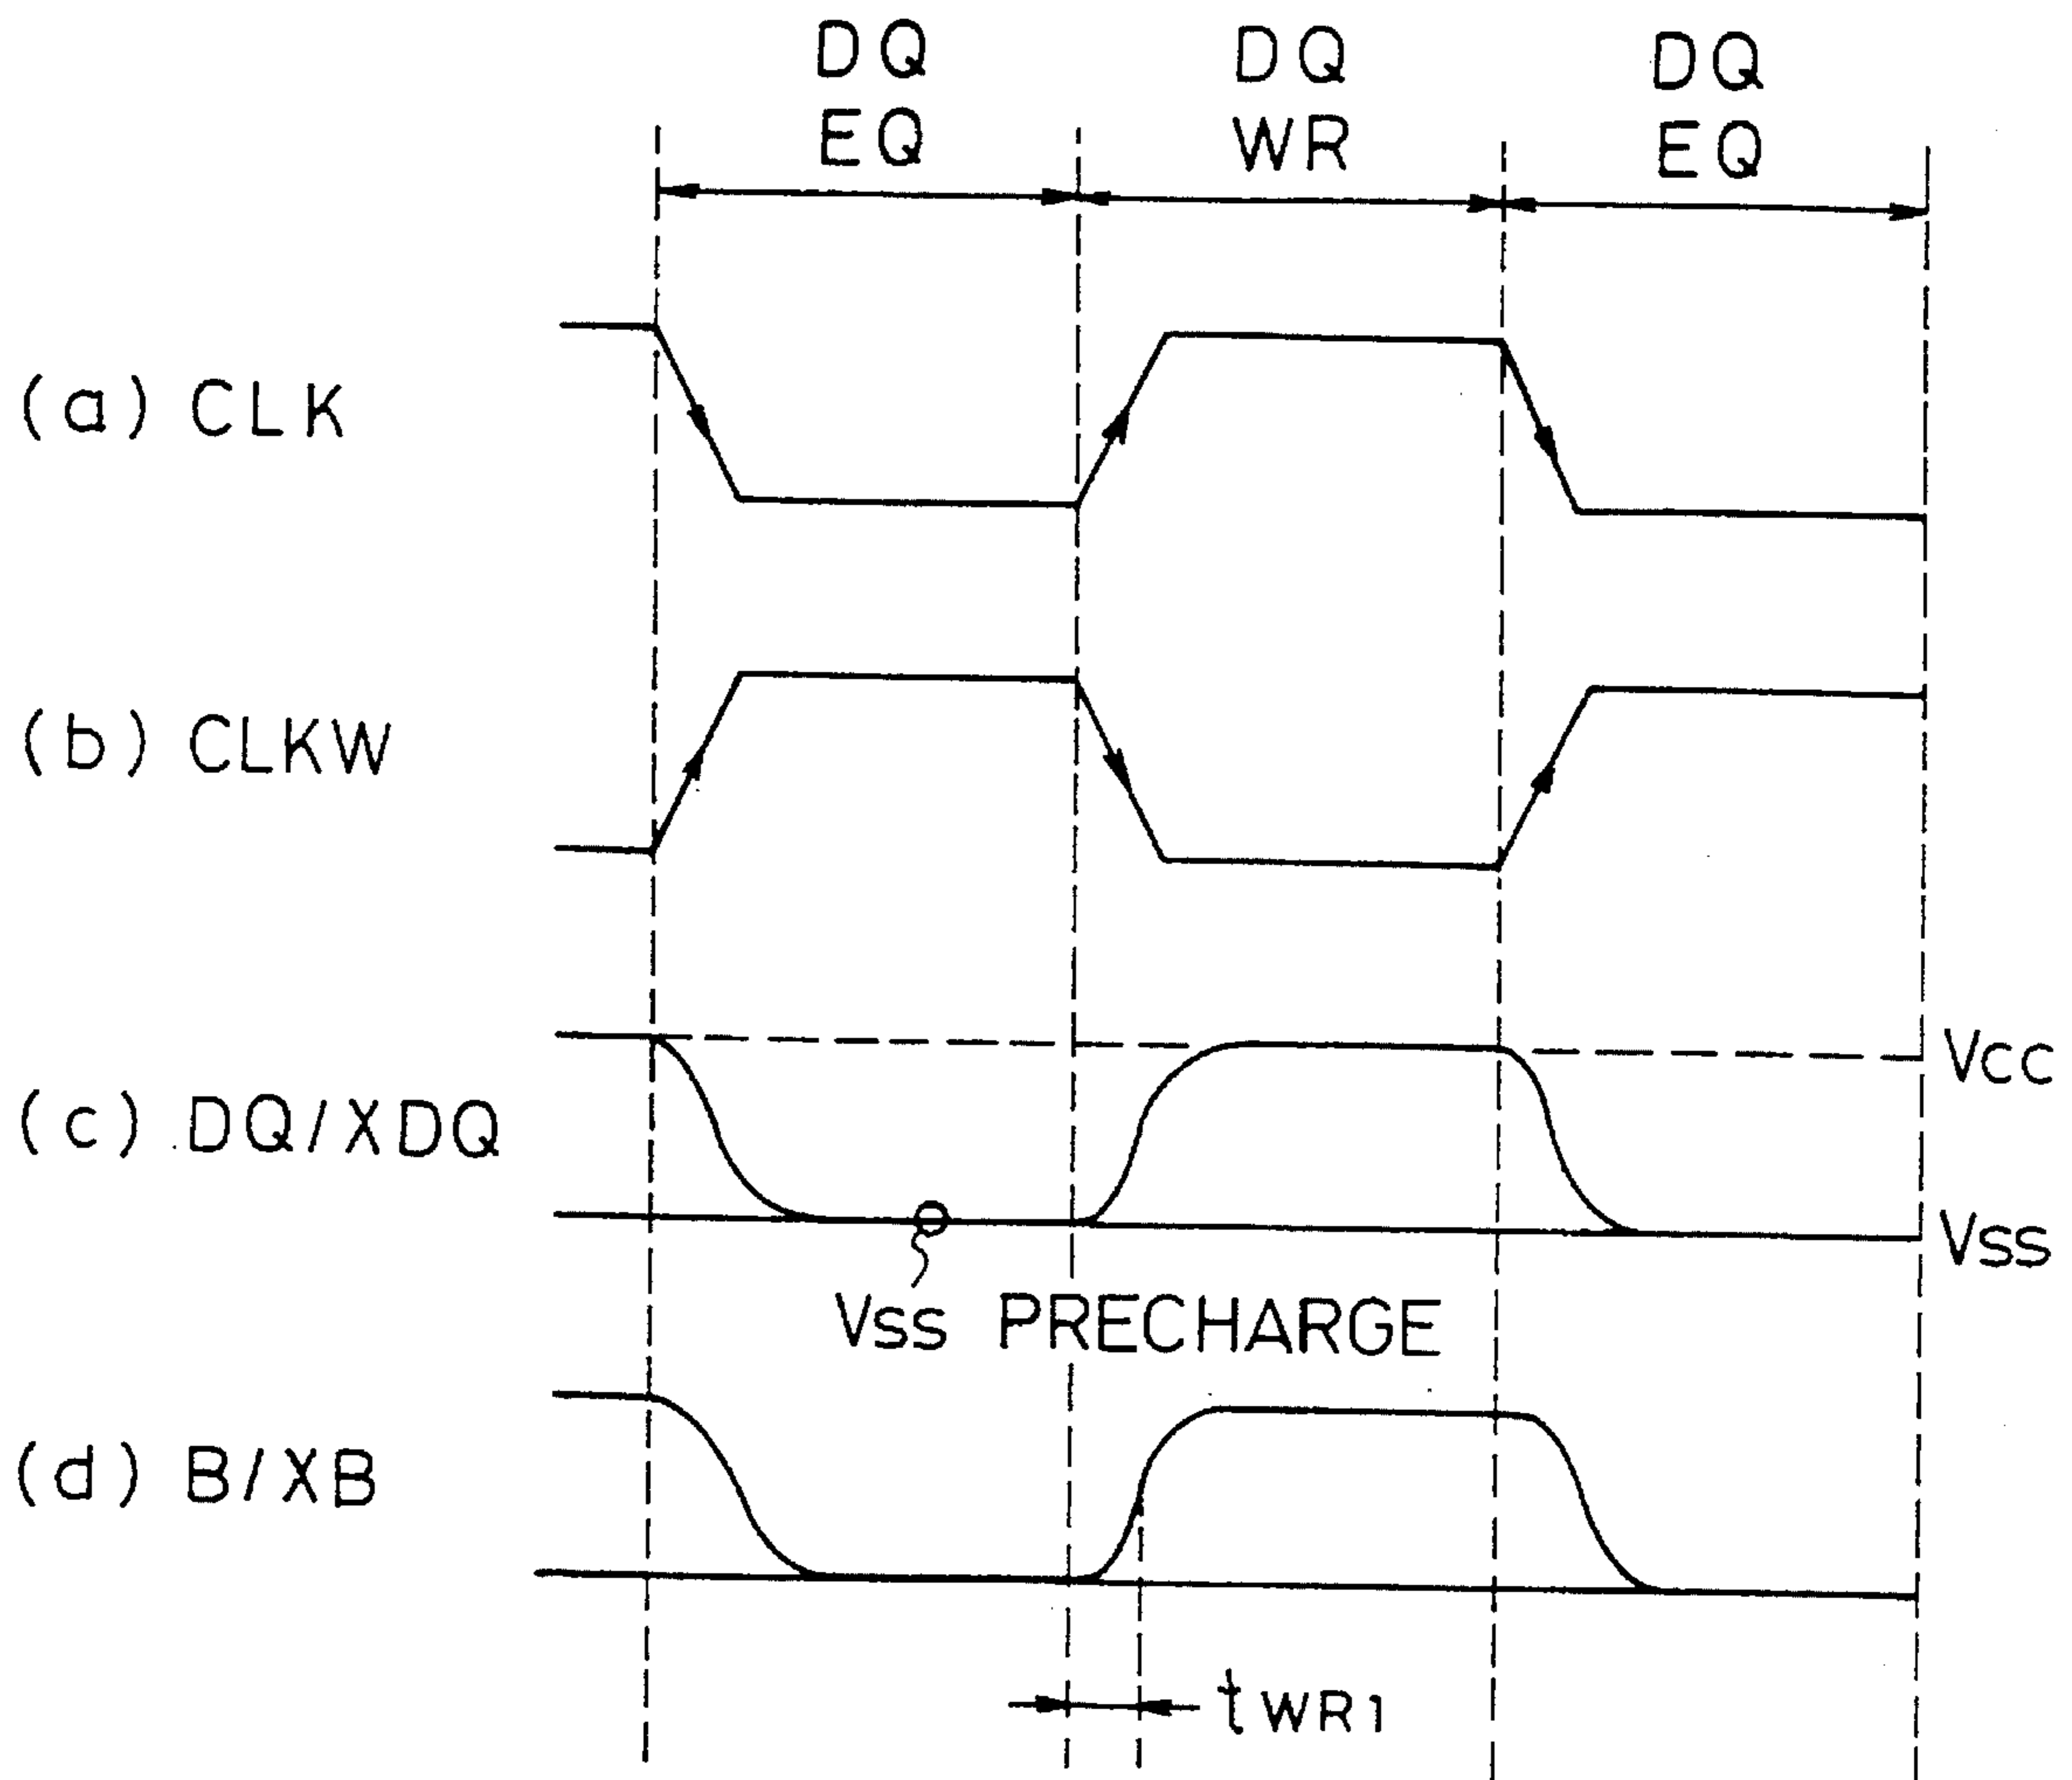 DQ
EQ
DQ
WR
DQ
EQ
(a) CLK
(b) CLKW
(c) DQ/XDQ
VCC
VSS
VSS PRECHARGE
(d) B/XB
tWR1